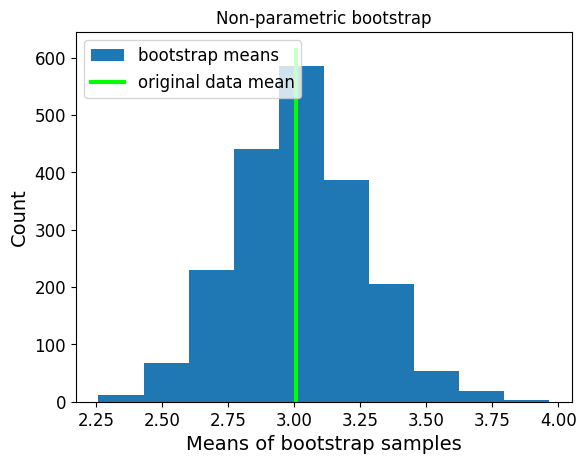 Non-parametric bootstrap
bootstrap means
original data mean
600
500
400
300
200
100
0
Count
2.25 2.50 2.75 3.00 3.25 3.50 3.75 4.00
Means of bootstrap samples